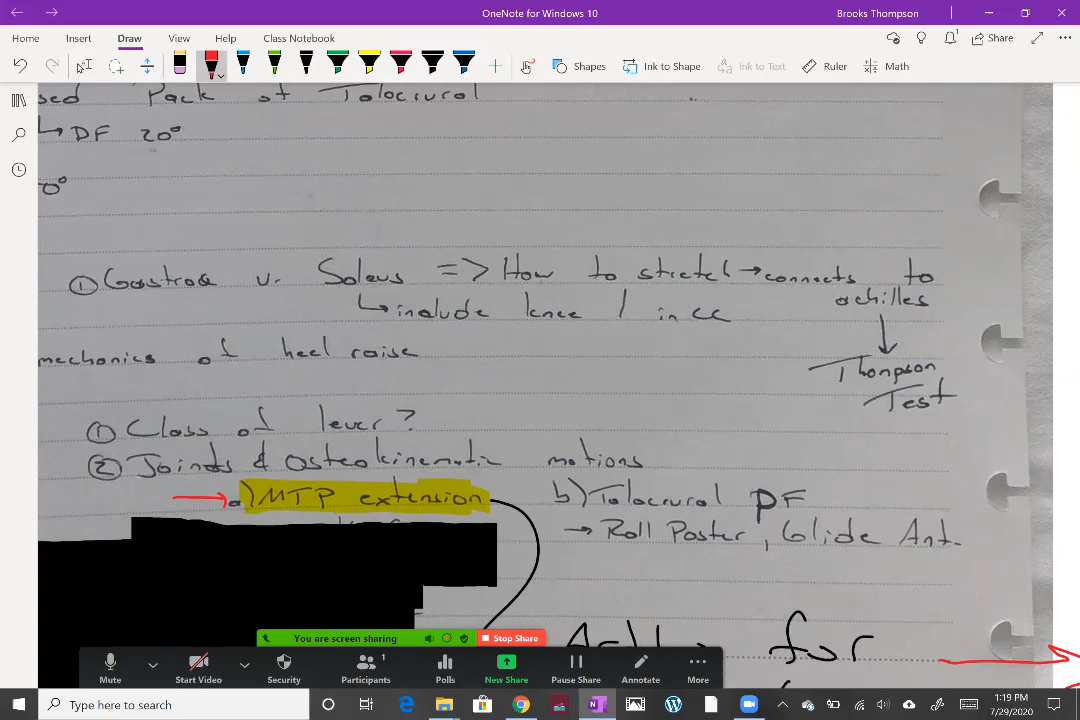 OneNote for Windows 10
Brooks Thompson
Home Insert Draw View Help Class Notebook
Share
Shapes Ink to Shape Ink to Text Ruler Math
sed Pack of Talocrural
↳ DF 20°
0°
① Gastroc v. Soleus => How to stretch → connects to
achilles
↳ include knee / in CC
mechanics of heel raise
Thompson
Test
① Class of lever?
② Joints & Osteokinematic motions
→ a) MTP extension b) Talocrural PF
→ Roll Poster, Glide Ant.
for
You are screen sharing Stop Share
1
Mute Start Video Security Participants Polls New Share Pause Share Annotate More
Type here to search
1:19 PM
7/29/2020